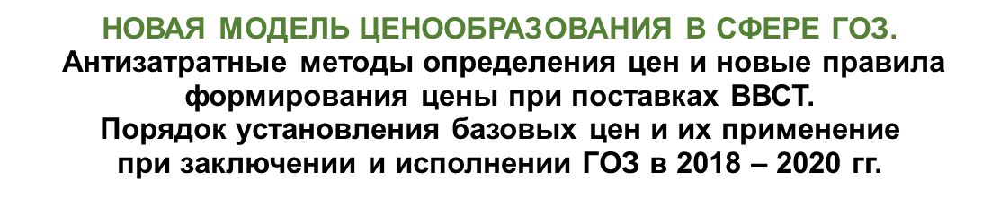 НОВАЯ МОДЕЛЬ ЦЕНООБРАЗОВАНИЯ В СФЕРЕ ГОЗ.
Антизатратные методы определения цен и новые правила
формирования цены при поставках ВВСТ.
Порядок установления базовых цен и их применение
при заключении и исполнении ГОЗ в 2018 – 2020 гг.